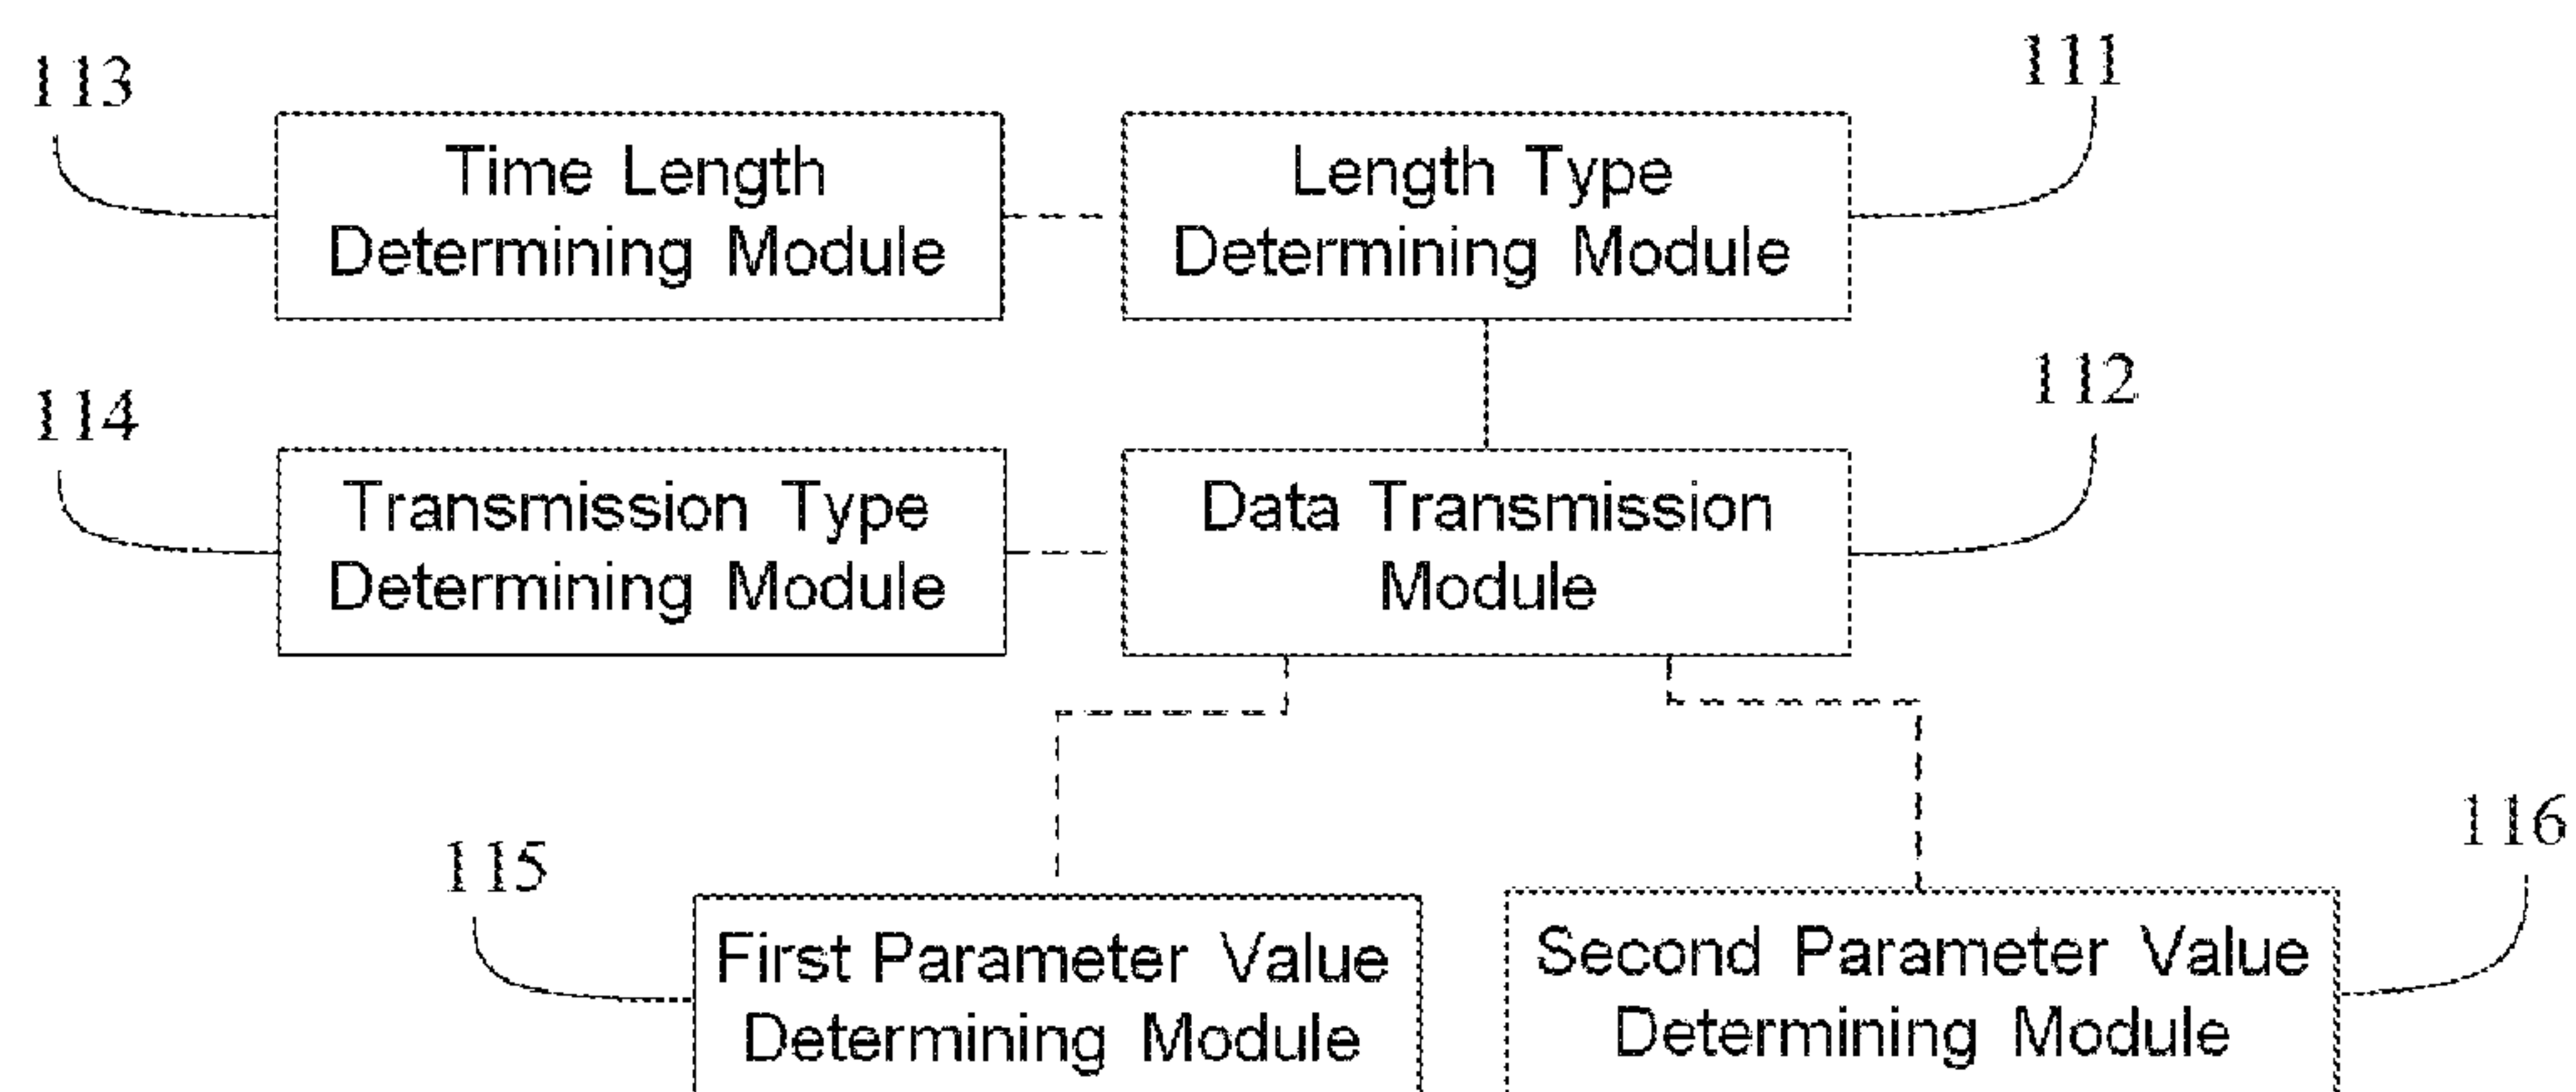 113
111
Time Length
Determining Module
Length Type
Determining Module
114
112
Transmission Type
Determining Module
Data Transmission
Module
115
116
First Parameter Value
Determining Module
Second Parameter Value
Determining Module